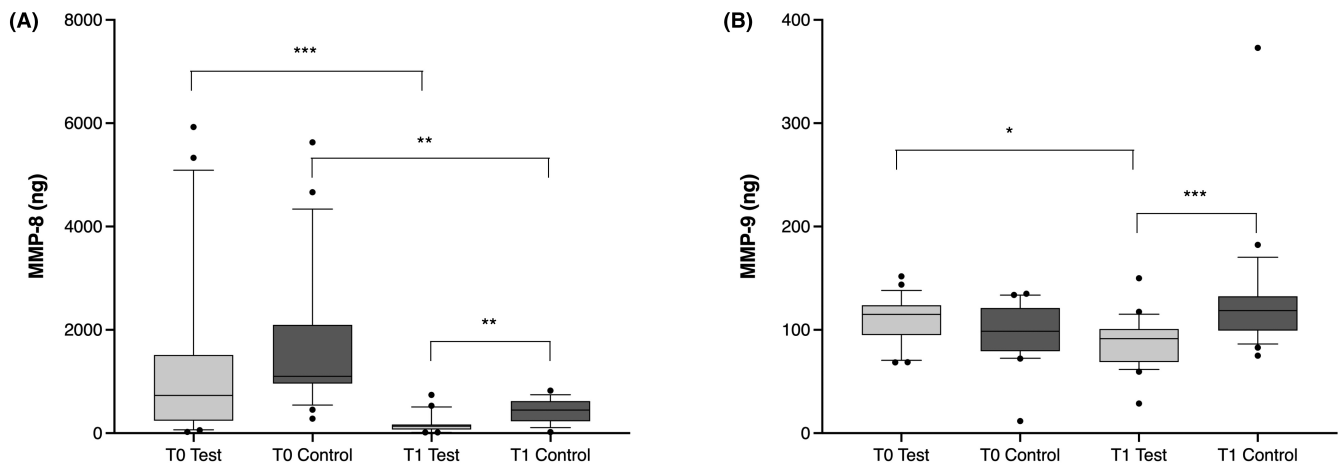 (A)
8000
6000
4000
2000
0
MMP-8 (ng)
***
**
**
T0 Test
T0 Control
T1 Test
T1 Control
(B)
400
300
200
100
0
MMP-9 (ng)
*
***
T0 Test
T0 Control
T1 Test
T1 Control